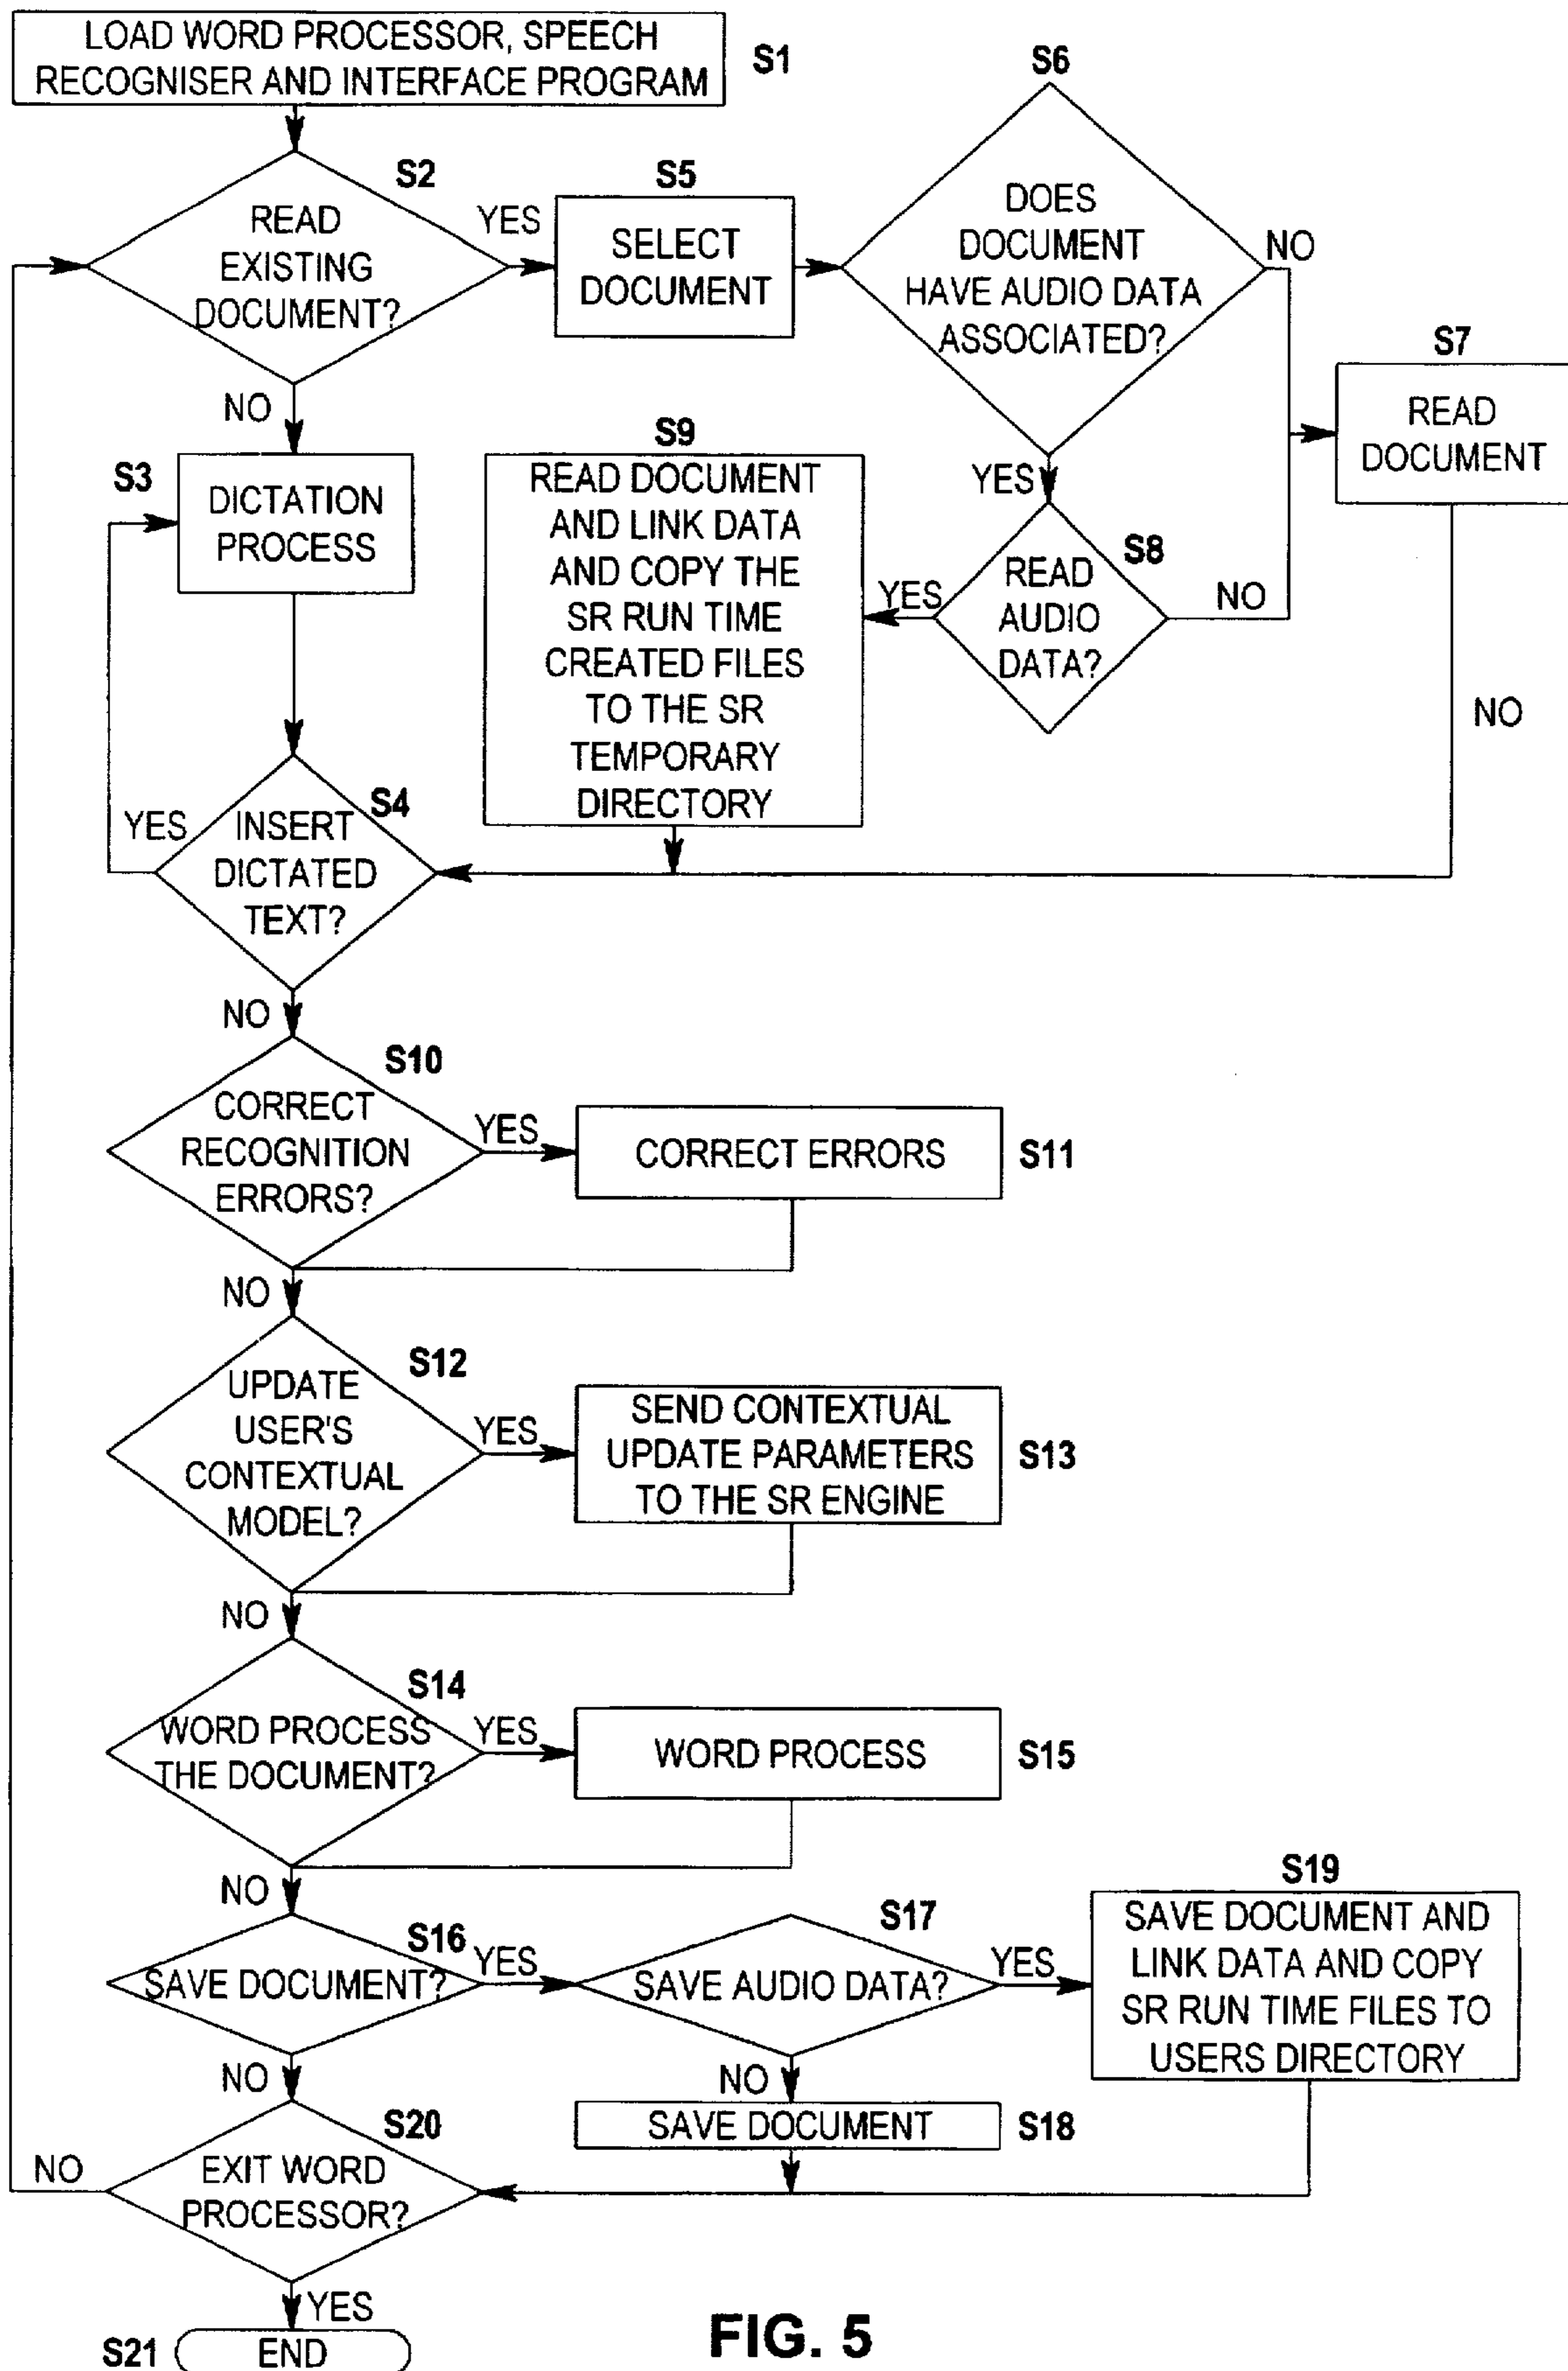 LOAD WORD PROCESSOR, SPEECH
RECOGNISER AND INTERFACE PROGRAM
S1
S2
READ
EXISTING
DOCUMENT?
YES
NO
S5
SELECT
DOCUMENT
S6
DOES
DOCUMENT
HAVE AUDIO DATA
ASSOCIATED?
NO
YES
S7
READ
DOCUMENT
NO
S8
READ
AUDIO
DATA?
YES
NO
S9
READ DOCUMENT
AND LINK DATA
AND COPY THE
SR RUN TIME
CREATED FILES
TO THE SR
TEMPORARY
DIRECTORY
S3
DICTATION
PROCESS
S4
INSERT
DICTATED
TEXT?
YES
NO
S10
CORRECT
RECOGNITION
ERRORS?
YES
NO
CORRECT ERRORS
S11
S12
UPDATE
USER'S
CONTEXTUAL
MODEL?
YES
NO
SEND CONTEXTUAL
UPDATE PARAMETERS
TO THE SR ENGINE
S13
S14
WORD PROCESS
THE DOCUMENT?
YES
NO
WORD PROCESS
S15
S16
SAVE DOCUMENT?
YES
NO
S17
SAVE AUDIO DATA?
YES
NO
S19
SAVE DOCUMENT AND
LINK DATA AND COPY
SR RUN TIME FILES TO
USERS DIRECTORY
SAVE DOCUMENT
S18
S20
EXIT WORD
PROCESSOR?
NO
YES
S21
END
FIG. 5